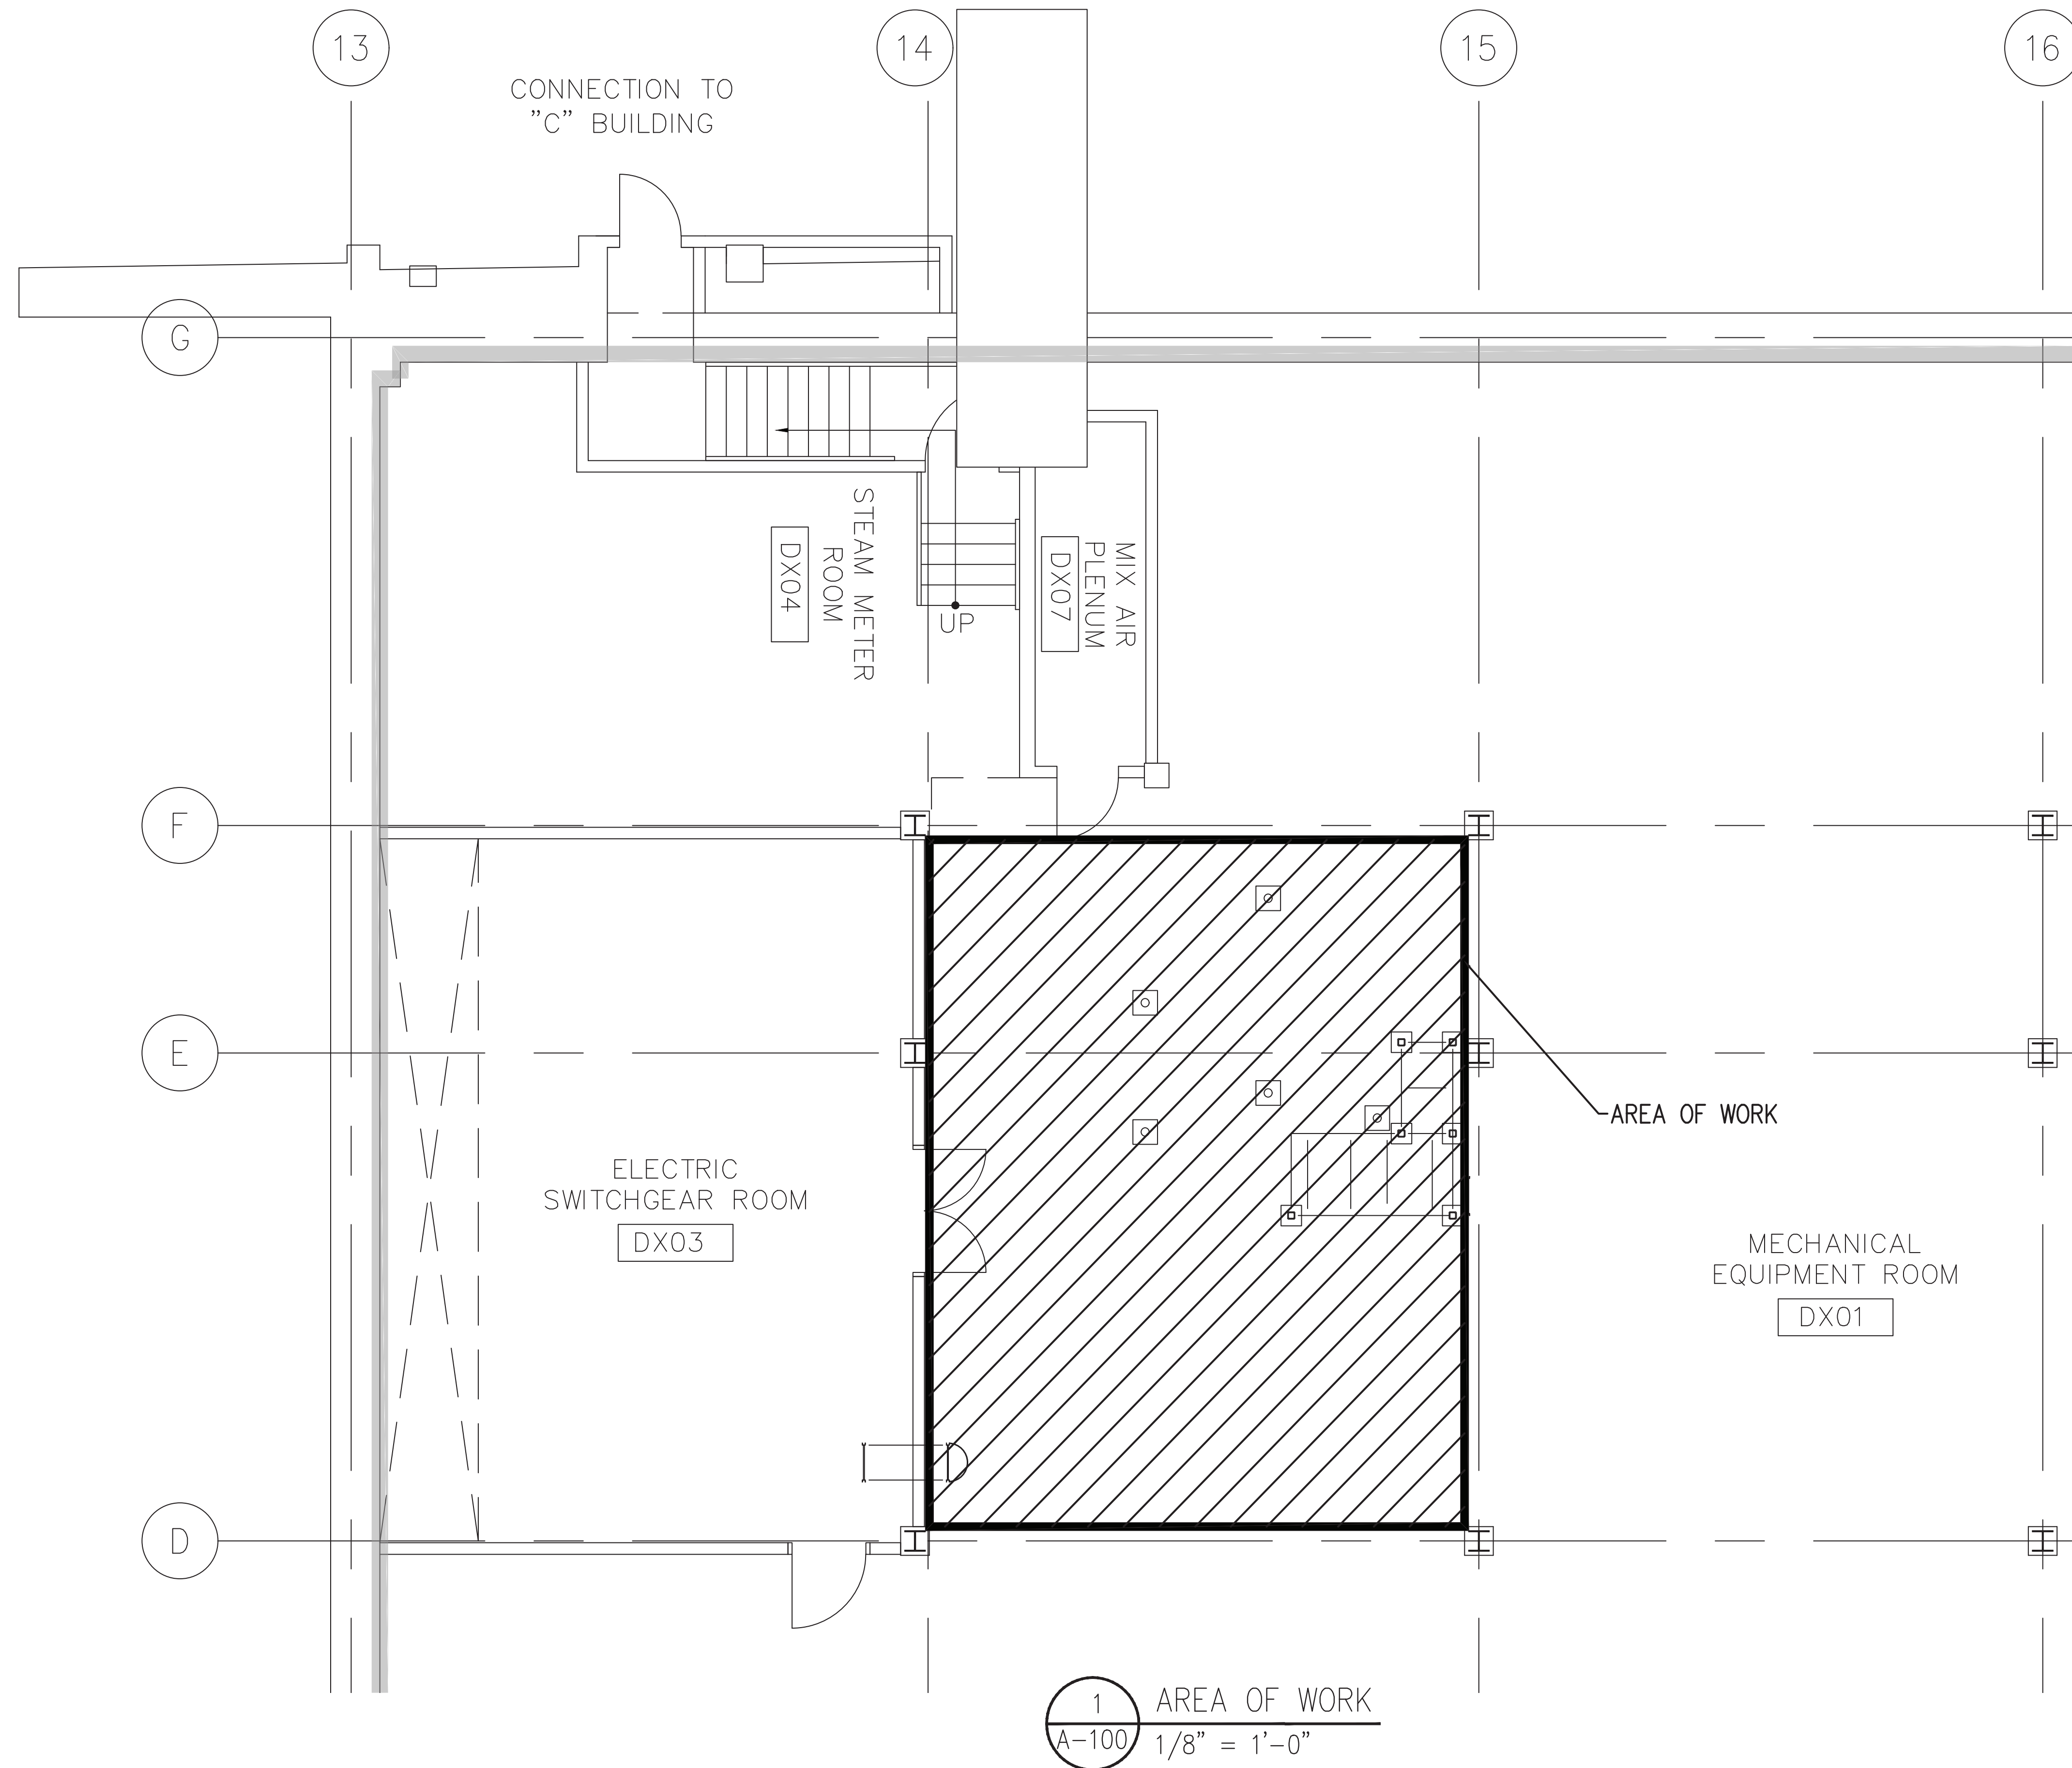 13
14
15
16
CONNECTION TO
"C" BUILDING
G
STEAM METER
ROOM
DX04
MIX AIR
PLENUM
DX07
UP
F
E
AREA OF WORK
ELECTRIC
SWITCHGEAR ROOM
DX03
MECHANICAL
EQUIPMENT ROOM
DX01
D
1
A-100
AREA OF WORK
1/8" = 1'-0"